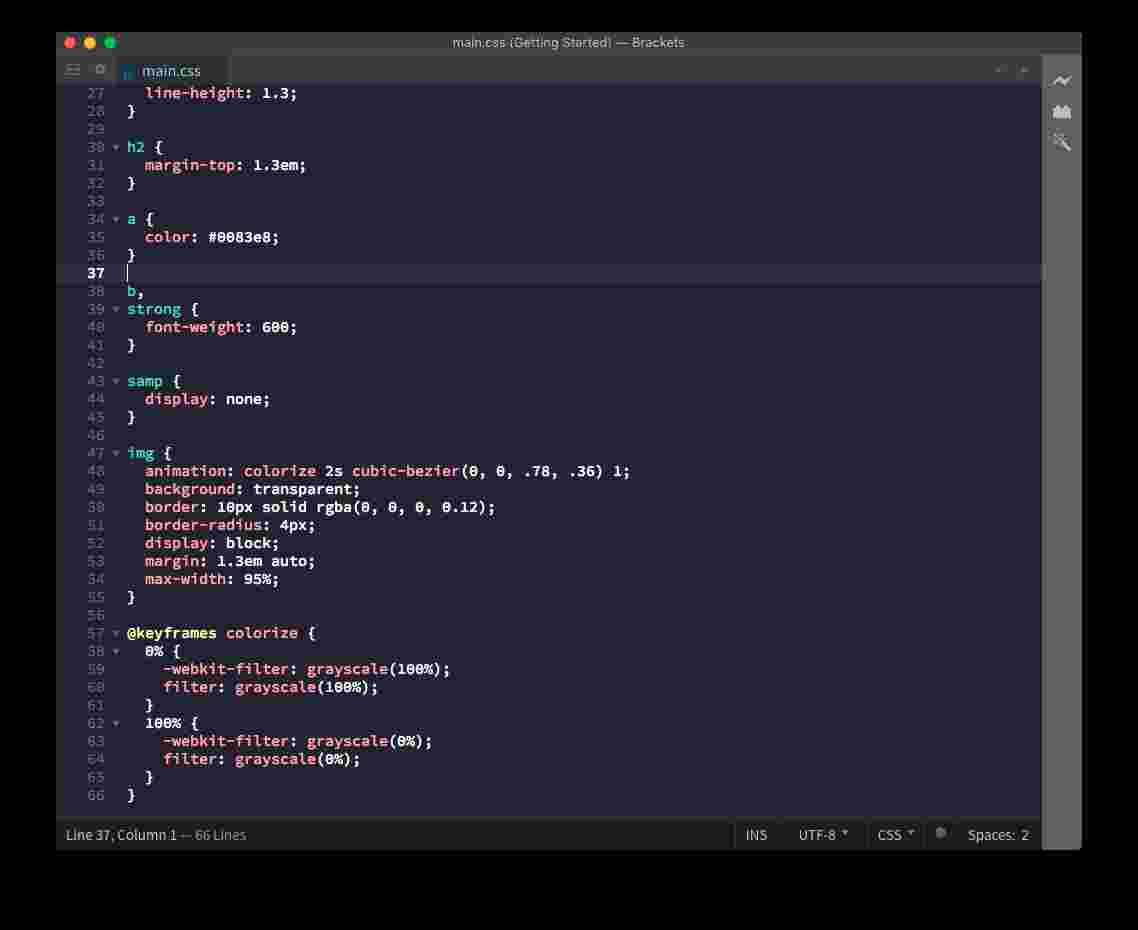 main.css (Getting Started) — Brackets
main.css
27 line-height: 1.3;
28 }
29
30 h2 {
31 margin-top: 1.3em;
32 }
33
34 a {
35 color: #0083e8;
36 }
37
38 b,
39 strong {
40 font-weight: 600;
41 }
42
43 samp {
44 display: none;
45 }
46
47 img {
48 animation: colorize 2s cubic-bezier(0, 0, .78, .36) 1;
49 background: transparent;
50 border: 10px solid rgba(0, 0, 0, 0.12);
51 border-radius: 4px;
52 display: block;
53 margin: 1.3em auto;
54 max-width: 95%;
55 }
56
57 @keyframes colorize {
58 0% {
59 -webkit-filter: grayscale(100%);
60 filter: grayscale(100%);
61 }
62 100% {
63 -webkit-filter: grayscale(0%);
64 filter: grayscale(0%);
65 }
66 }
Line 37, Column 1 — 66 Lines INS UTF-8 CSS Spaces: 2